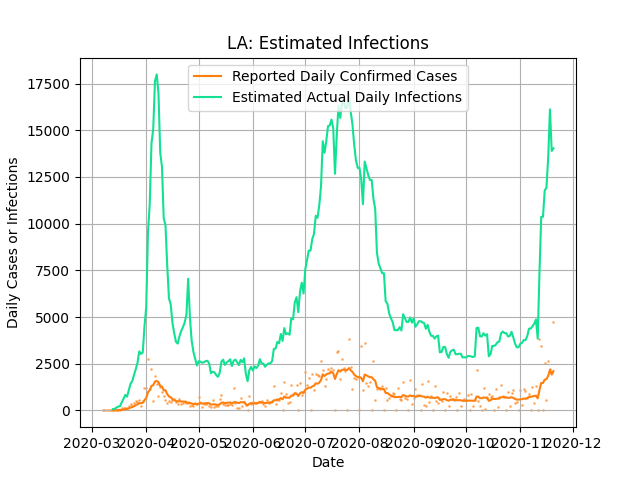 LA: Estimated Infections
Reported Daily Confirmed Cases
Estimated Actual Daily Infections
17500
15000
12500
10000
7500
5000
2500
0
Daily Cases or Infections
2020-03 2020-04 2020-05 2020-06 2020-07 2020-08 2020-09 2020-10 2020-11 2020-12
Date